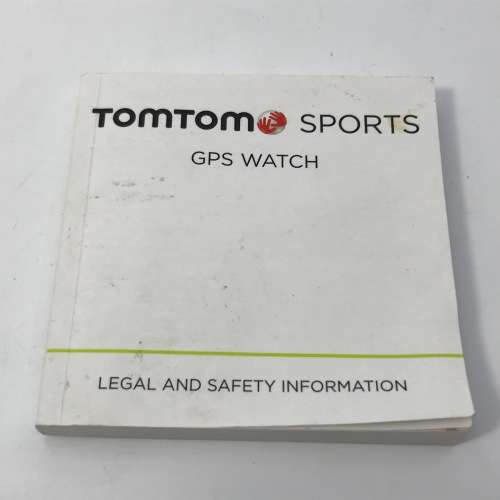 TOMTOM SPORTS
GPS WATCH
LEGAL AND SAFETY INFORMATION